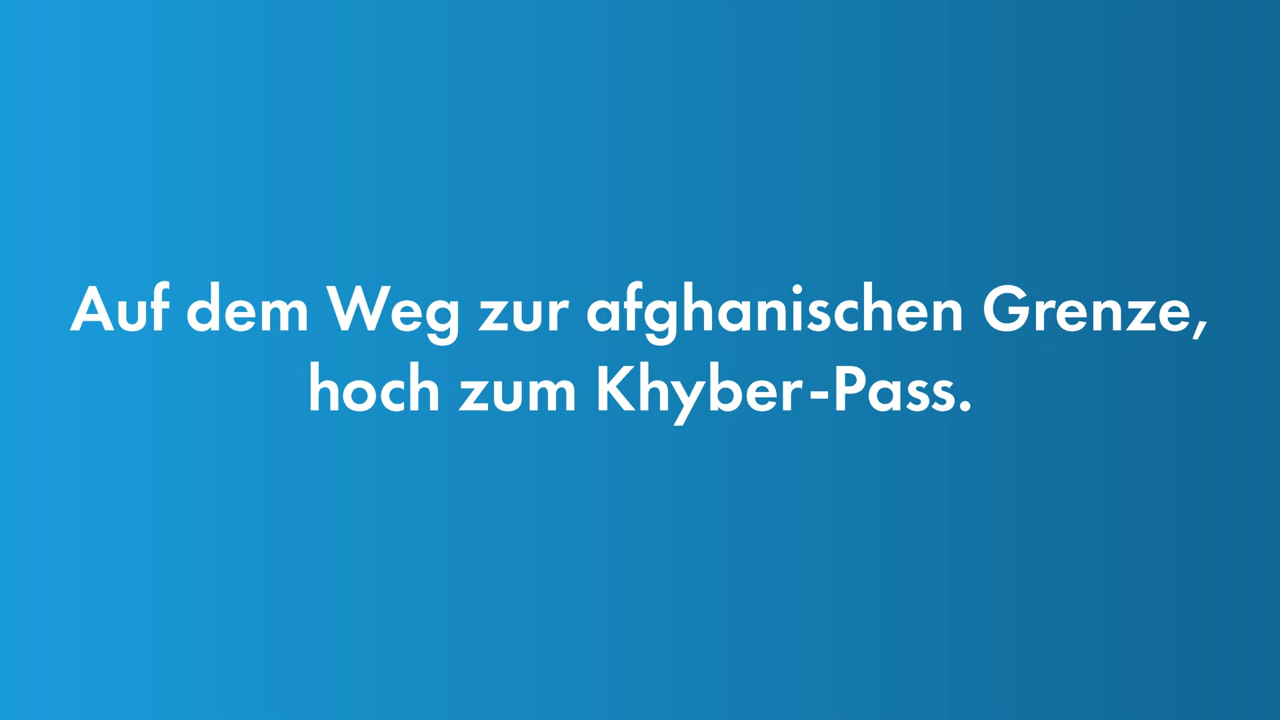 Auf dem Weg zur afghanischen Grenze,
hoch zum Khyber-Pass.